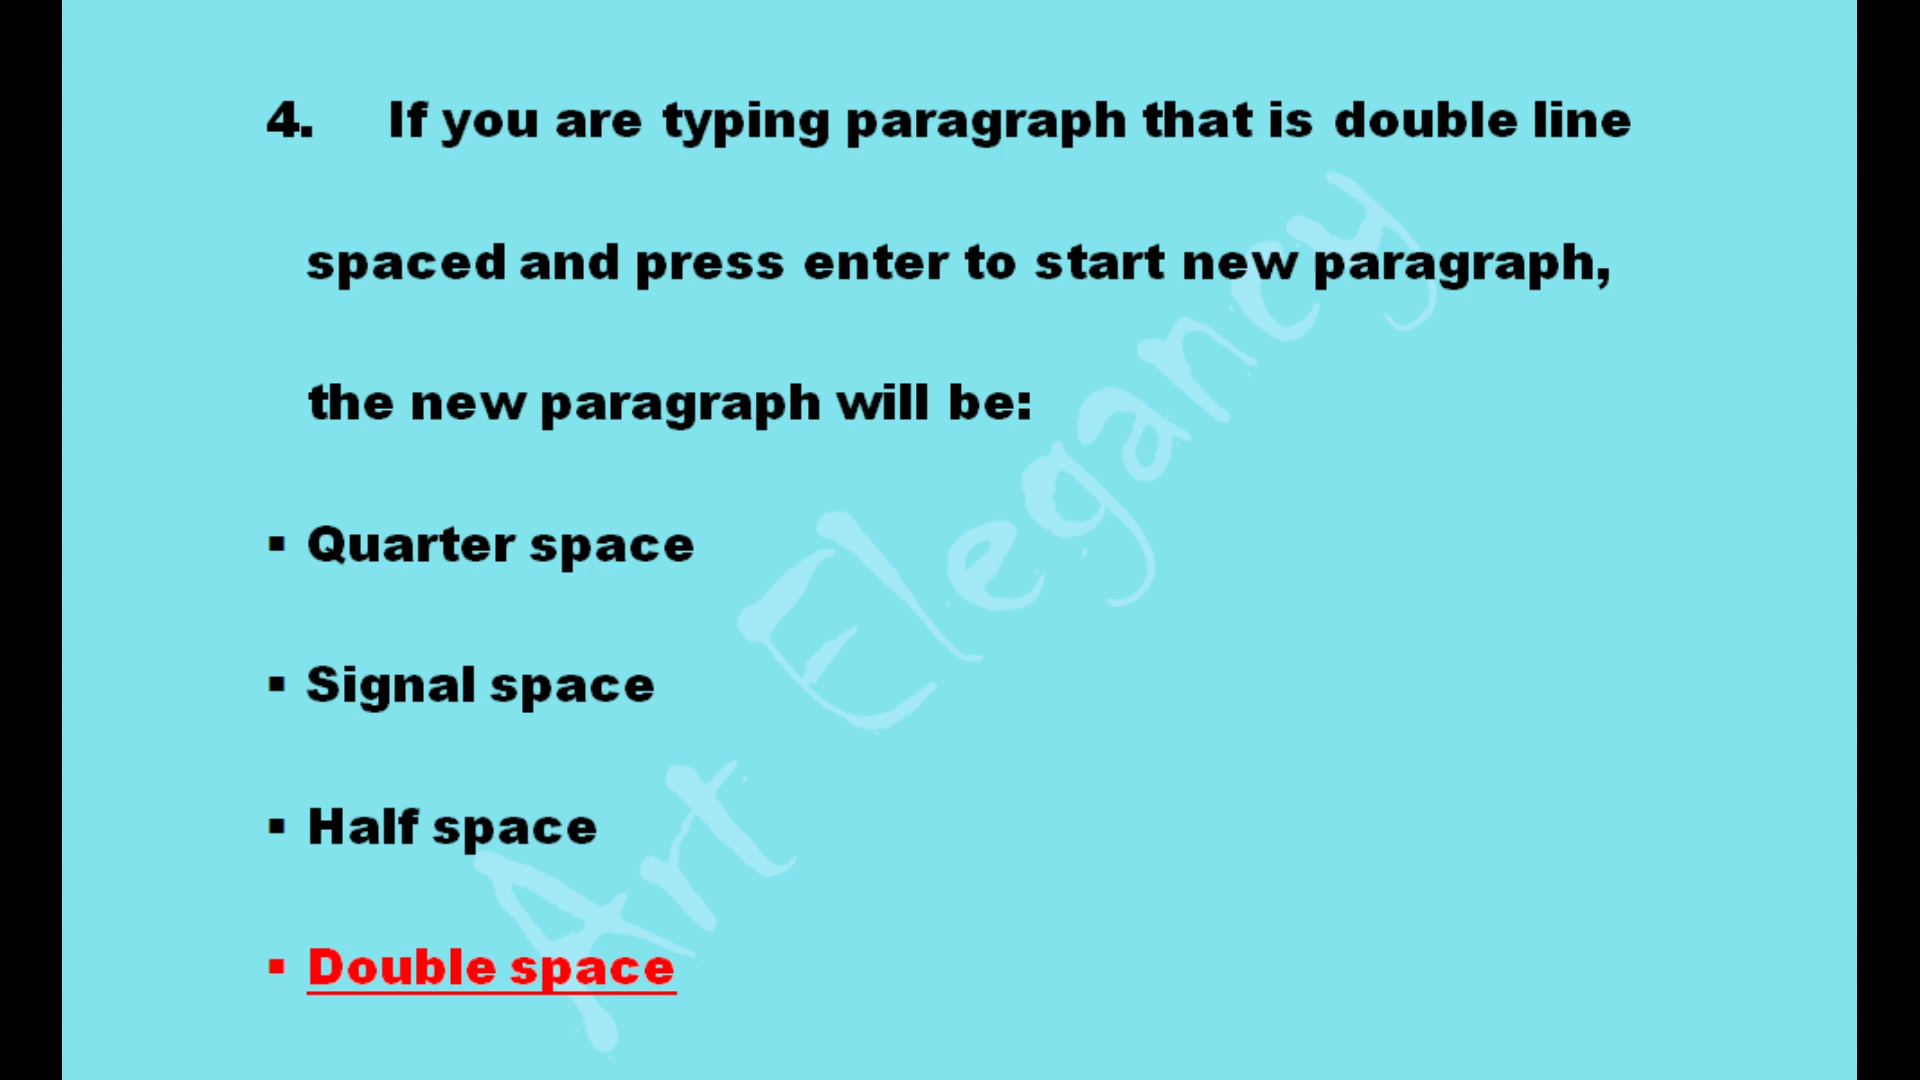 4. If you are typing paragraph that is double line
spaced and press enter to start new paragraph,
the new paragraph will be:
▪ Quarter space
▪ Signal space
▪ Half space
▪ Double space
Art Elegancy